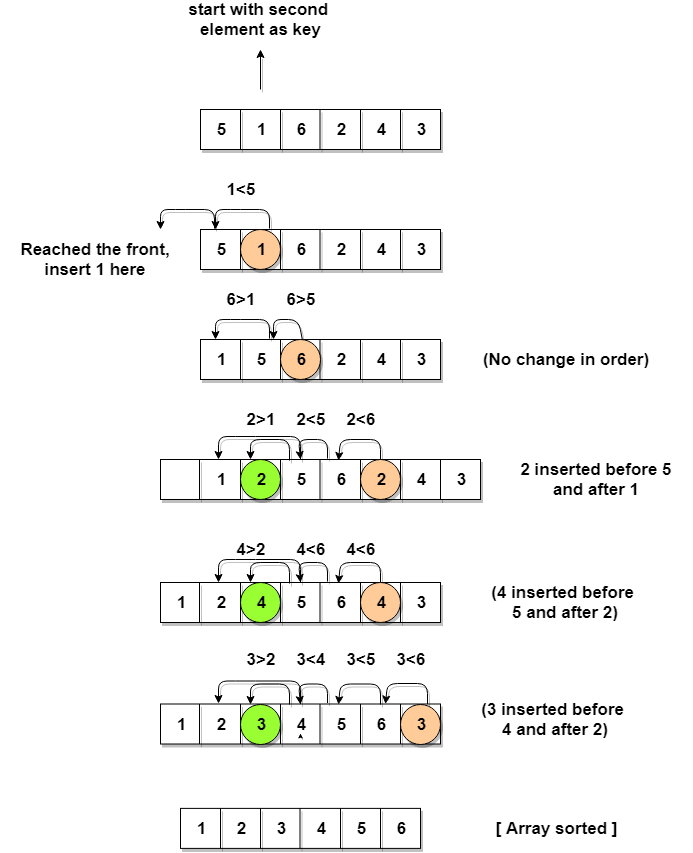 start with second
element as key
5 1 6 2 4 3
1<5
Reached the front,
insert 1 here
5 1 6 2 4 3
6>1 6>5
1 5 6 2 4 3
(No change in order)
2>1 2<5 2<6
1 2 5 6 2 4 3
2 inserted before 5
and after 1
4>2 4<6 4<6
1 2 4 5 6 4 3
(4 inserted before
5 and after 2)
3>2 3<4 3<5 3<6
1 2 3 4 5 6 3
(3 inserted before
4 and after 2)
1 2 3 4 5 6
[ Array sorted ]